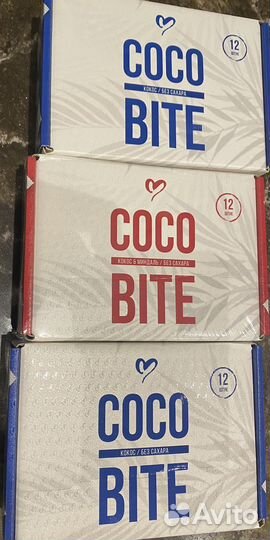 COCO
12
ШТУК
КОКОС / БЕЗ САХАРА
BITE
COCO
12
ШТУК
КОКОС & МИНДАЛЬ / БЕЗ САХАРА
BITE
COCO
12
ШТУК
КОКОС / БЕЗ САХАРА
BITE
Avito